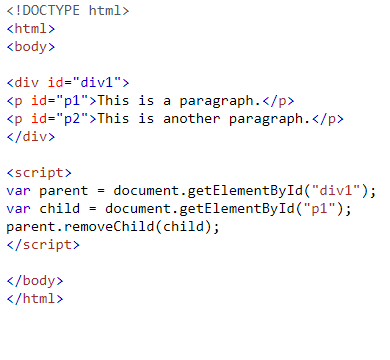 <!DOCTYPE html>
<html>
<body>
<div id="div1">
<p id="p1">This is a paragraph.</p>
<p id="p2">This is another paragraph.</p>
</div>
<script>
var parent = document.getElementById("div1");
var child = document.getElementById("p1");
parent.removeChild(child);
</script>
</body>
</html>